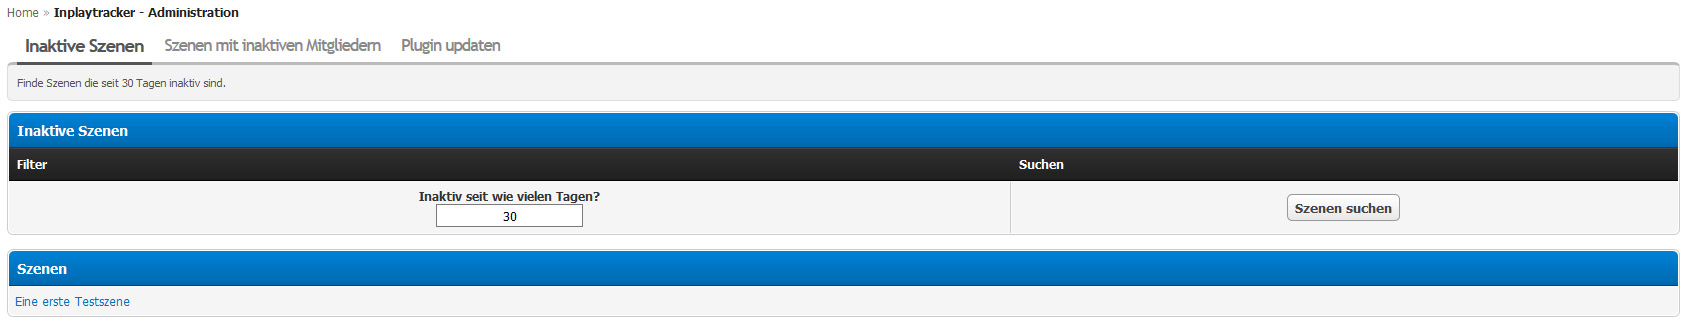 Home » Inplaytracker - Administration
Inaktive Szenen Szenen mit inaktiven Mitgliedern Plugin updaten
Finde Szenen die seit 30 Tagen inaktiv sind.
Inaktive Szenen
Filter Suchen
Inaktiv seit wie vielen Tagen?
30
Szenen suchen
Szenen
Eine erste Testszene